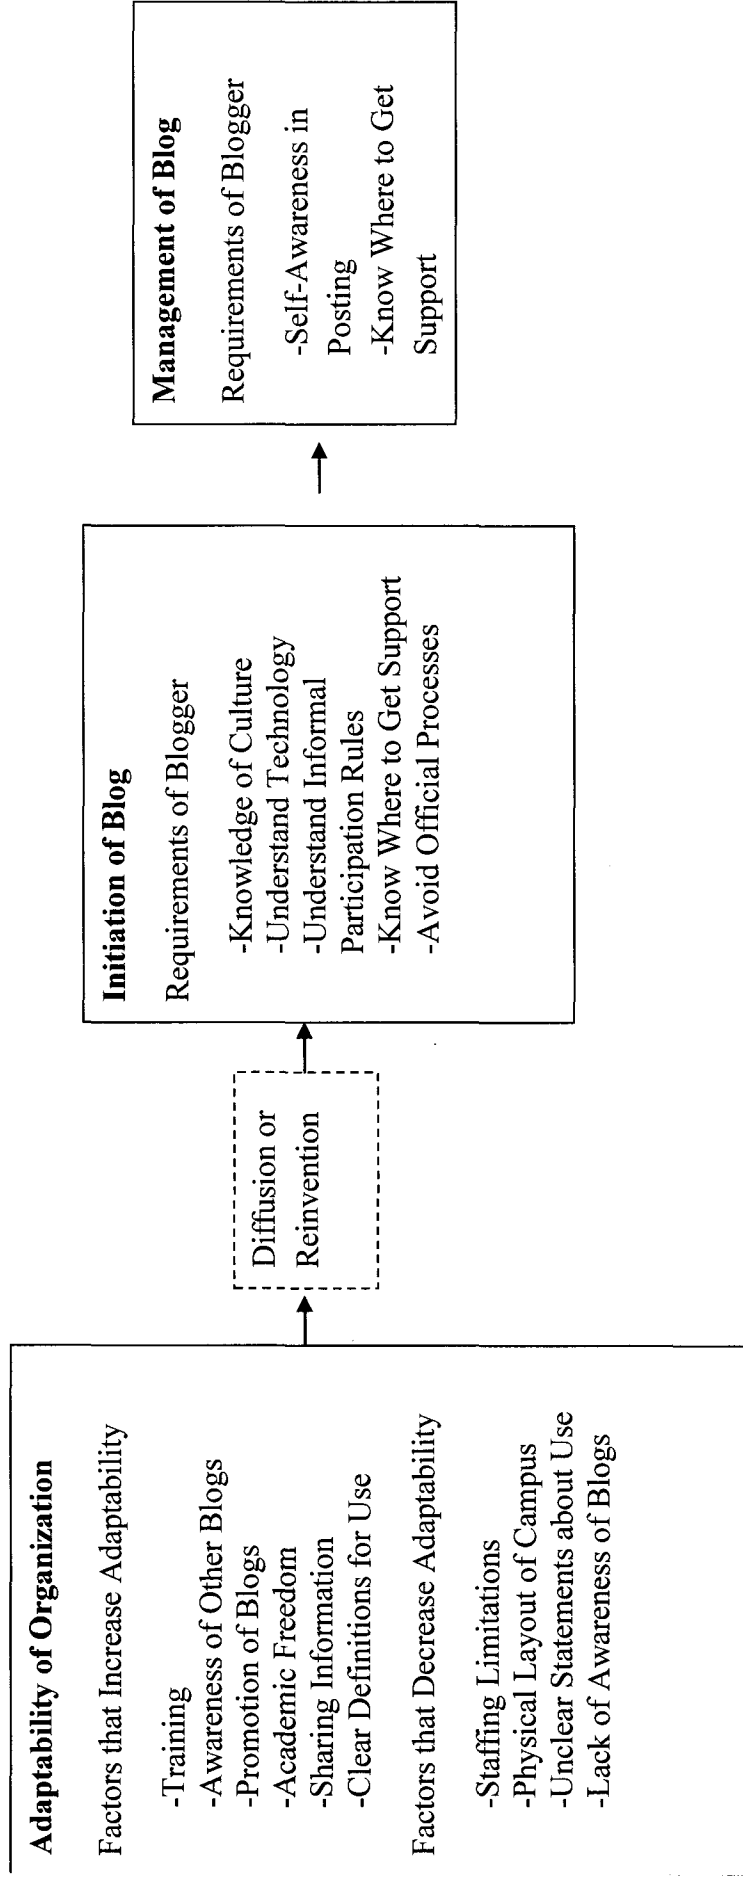 Adaptability of Organization
Factors that Increase Adaptability
-Training
-Awareness of Other Blogs
-Promotion of Blogs
-Academic Freedom
-Sharing Information
-Clear Definitions for Use
Factors that Decrease Adaptability
-Staffing Limitations
-Physical Layout of Campus
-Unclear Statements about Use
-Lack of Awareness of Blogs
Diffusion or
Reinvention
Initiation of Blog
Requirements of Blogger
-Knowledge of Culture
-Understand Technology
-Understand Informal
Participation Rules
-Know Where to Get Support
-Avoid Official Processes
Management of Blog
Requirements of Blogger
-Self-Awareness in
Posting
-Know Where to Get
Support